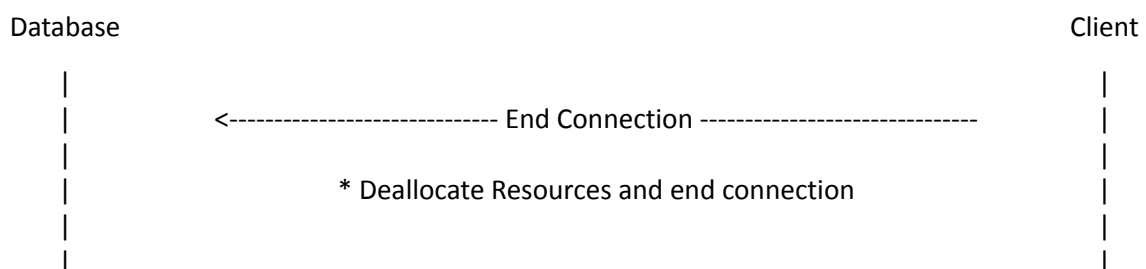 Database Client
<----------------------------- End Connection ------------------------------
* Deallocate Resources and end connection